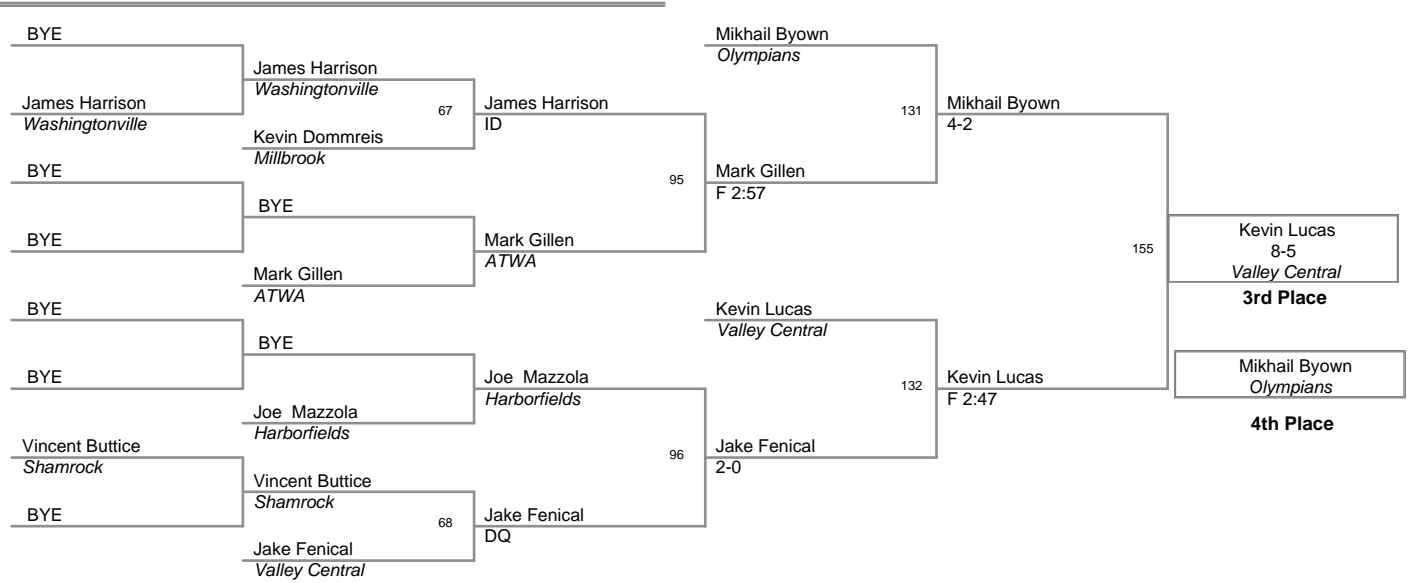 BYE
James Harrison
Washingtonville
BYE
BYE
BYE
BYE
Vincent Buttice
Shamrock
BYE
James Harrison
Washingtonville
67
Kevin Dommreis
Millbrook
BYE
Mark Gillen
ATWA
BYE
Joe Mazzola
Harborfields
Vincent Buttice
Shamrock
68
Jake Fenical
Valley Central
James Harrison
ID
95
Mark Gillen
ATWA
Joe Mazzola
Harborfields
96
Jake Fenical
DQ
Mikhail Byown
Olympians
131
Mark Gillen
F 2:57
Kevin Lucas
Valley Central
132
Jake Fenical
2-0
Mikhail Byown
4-2
155
Kevin Lucas
F 2:47
Kevin Lucas
8-5
Valley Central
3rd Place
Mikhail Byown
Olympians
4th Place